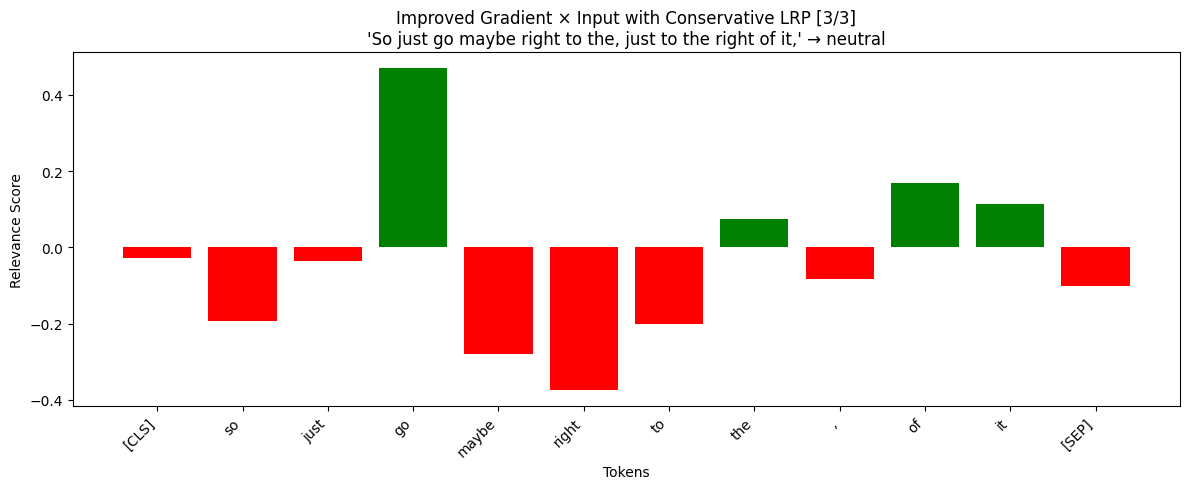 Improved Gradient × Input with Conservative LRP [3/3]
'So just go maybe right to the, just to the right of it,' → neutral
Relevance Score
0.4
0.2
0.0
−0.2
−0.4
[CLS]
so
just
go
maybe
right
to
the
,
of
it
[SEP]
Tokens